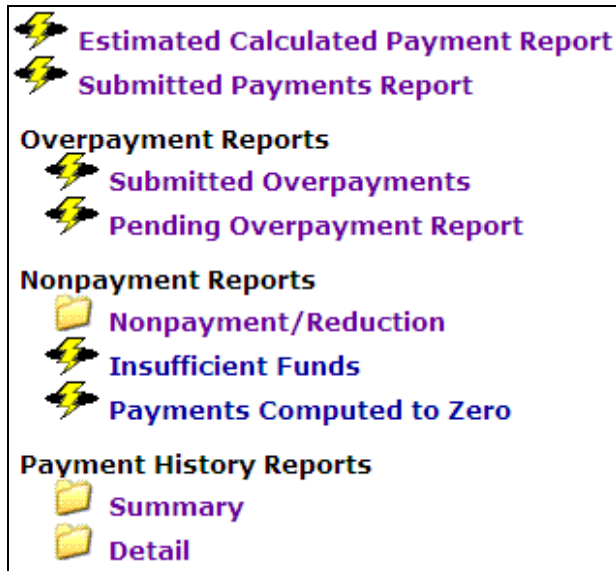 Estimated Calculated Payment Report
Submitted Payments Report
Overpayment Reports
Submitted Overpayments
Pending Overpayment Report
Nonpayment Reports
Nonpayment/Reduction
Insufficient Funds
Payments Computed to Zero
Payment History Reports
Summary
Detail